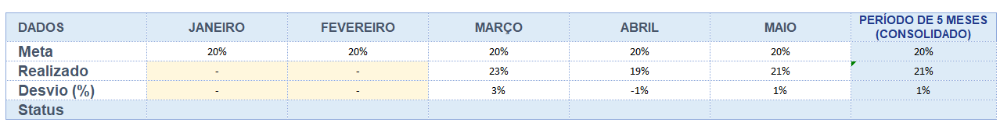 DADOS JANEIRO FEVEREIRO MARÇO ABRIL MAIO PERÍODO DE 5 MESES
(CONSOLIDADO)
Meta 20% 20% 20% 20% 20% 20%
Realizado - - 23% 19% 21% 21%
Desvio (%) - - 3% -1% 1% 1%
Status